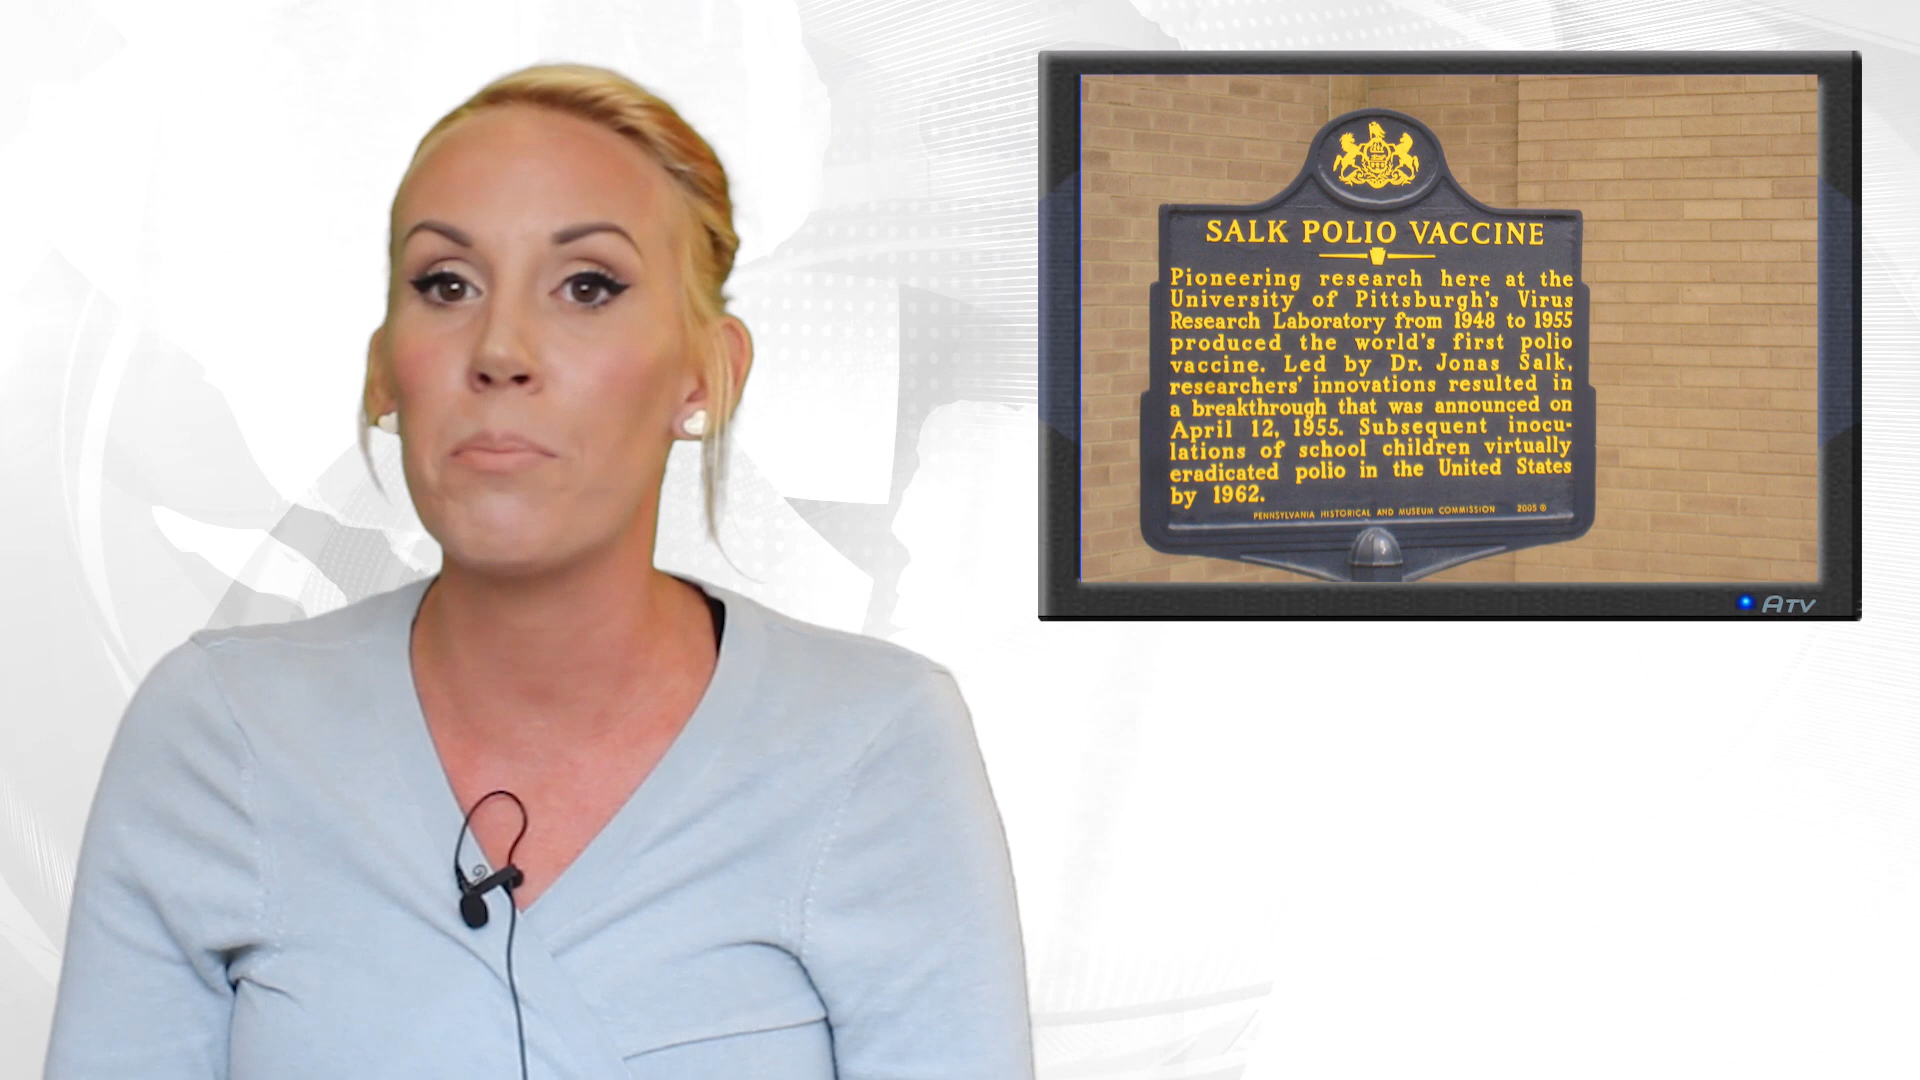 SALK POLIO VACCINE
Pioneering research here at the
University of Pittsburgh's Virus
Research Laboratory from 1948 to 1955
produced the world's first polio
vaccine. Led by Dr. Jonas Salk,
researchers' innovations resulted in
a breakthrough that was announced on
April 12, 1955. Subsequent inocu-
lations of school children virtually
eradicated polio in the United States
by 1962.
PENNSYLVANIA HISTORICAL AND MUSEUM COMMISSION 2005 ®
ATV